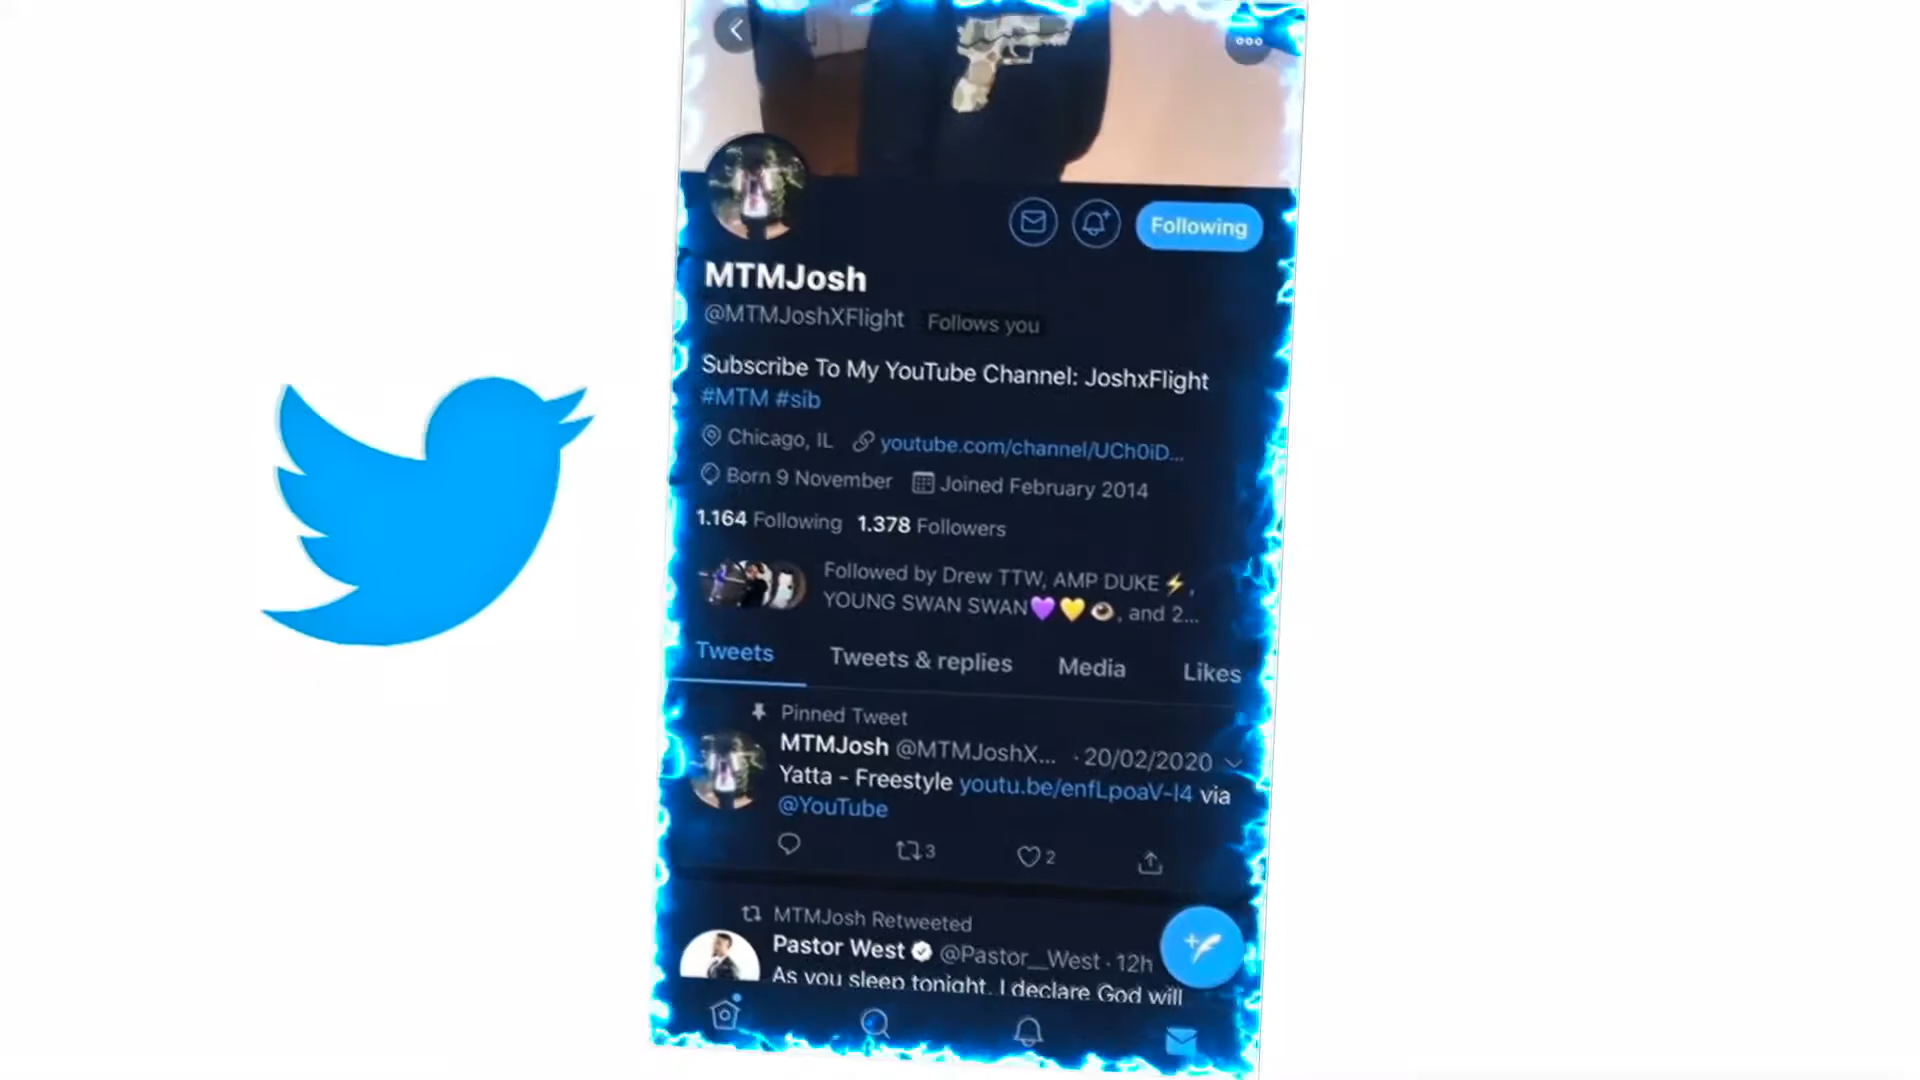 Following
MTMJosh
@MTMJoshXFlight Follows you
Subscribe To My YouTube Channel: JoshxFlight
#MTM #sib
Chicago, IL youtube.com/channel/UCh0iD...
Born 9 November Joined February 2014
1.164 Following 1.378 Followers
Followed by Drew TTW, AMP DUKE⚡,
YOUNG SWAN SWAN💜💛👁, and 2...
Tweets Tweets & replies Media Likes
Pinned Tweet
MTMJosh @MTMJoshX... · 20/02/2020
Yatta - Freestyle youtu.be/enfLpoaV-I4 via
@YouTube
3 2
MTMJosh Retweeted
Pastor West @Pastor__West · 12h
As you sleep tonight, I declare God will